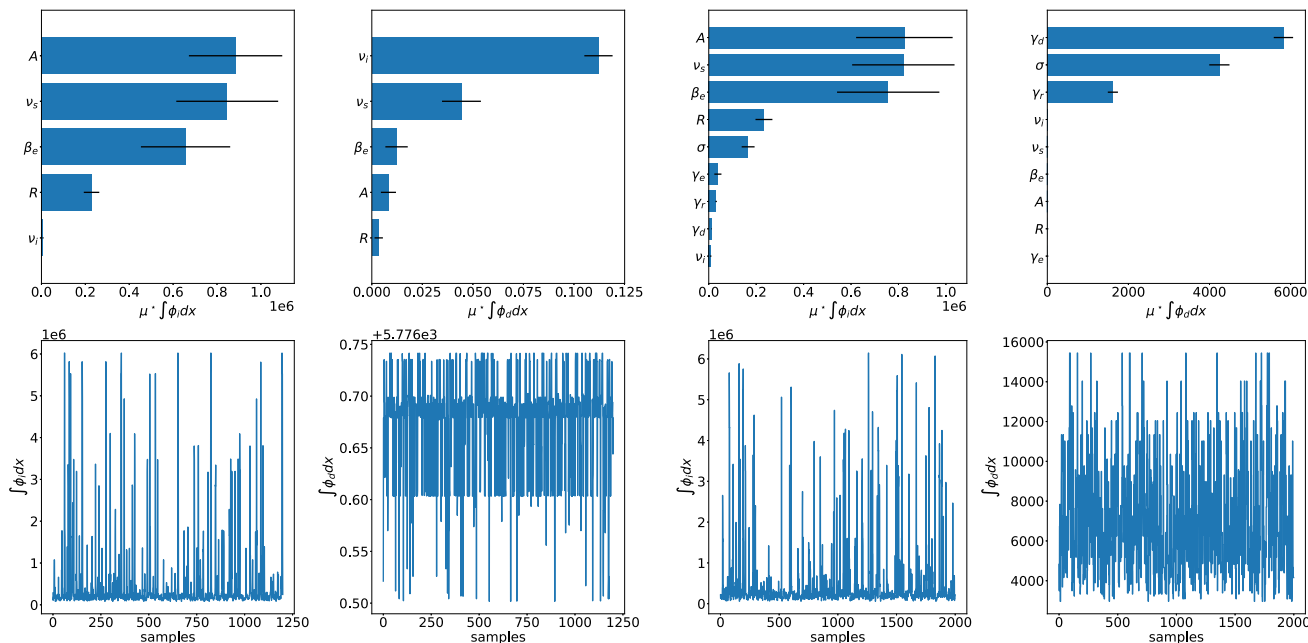 A
ν_s
β_e
R
ν_i
0.0 0.2 0.4 0.6 0.8 1.0
1e6
μ* ∫ϕ_i dx
ν_i
ν_s
β_e
A
R
0.000 0.025 0.050 0.075 0.100 0.125
μ* ∫ϕ_d dx
A
ν_s
β_e
R
σ
γ_e
γ_r
γ_d
ν_i
0.0 0.2 0.4 0.6 0.8 1.0
1e6
μ* ∫ϕ_i dx
γ_d
σ
γ_r
ν_i
ν_s
β_e
A
R
γ_e
0 2000 4000 6000
μ* ∫ϕ_d dx
1e6
6
5
4
3
2
1
0
∫ϕ_i dx
0 250 500 750 1000 1250
samples
+5.776e3
0.75
0.70
0.65
0.60
0.55
0.50
∫ϕ_d dx
0 250 500 750 1000 1250
samples
1e6
6
5
4
3
2
1
0
∫ϕ_i dx
0 500 1000 1500 2000
samples
16000
14000
12000
10000
8000
6000
4000
∫ϕ_d dx
0 500 1000 1500 2000
samples